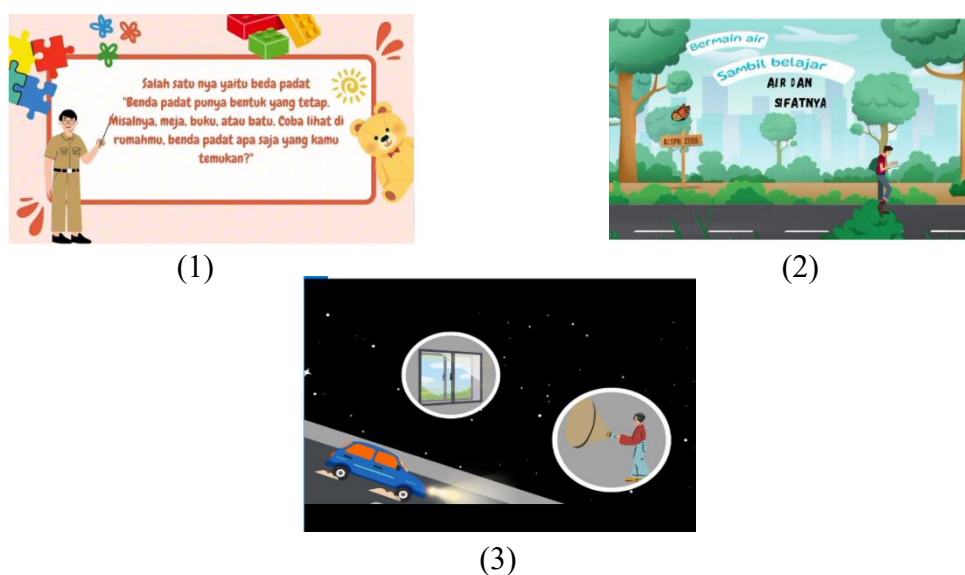 Salah satu nya yaitu beda padat
"Benda padat punya bentuk yang tetap.
Misalnya, meja, buku, atau batu. Coba lihat di
rumahmu, benda padat apa saja yang kamu
temukan?"
(1)
Bermain air
Sambil belajar
AIR DAN
SIFATNYA
(2)
(3)